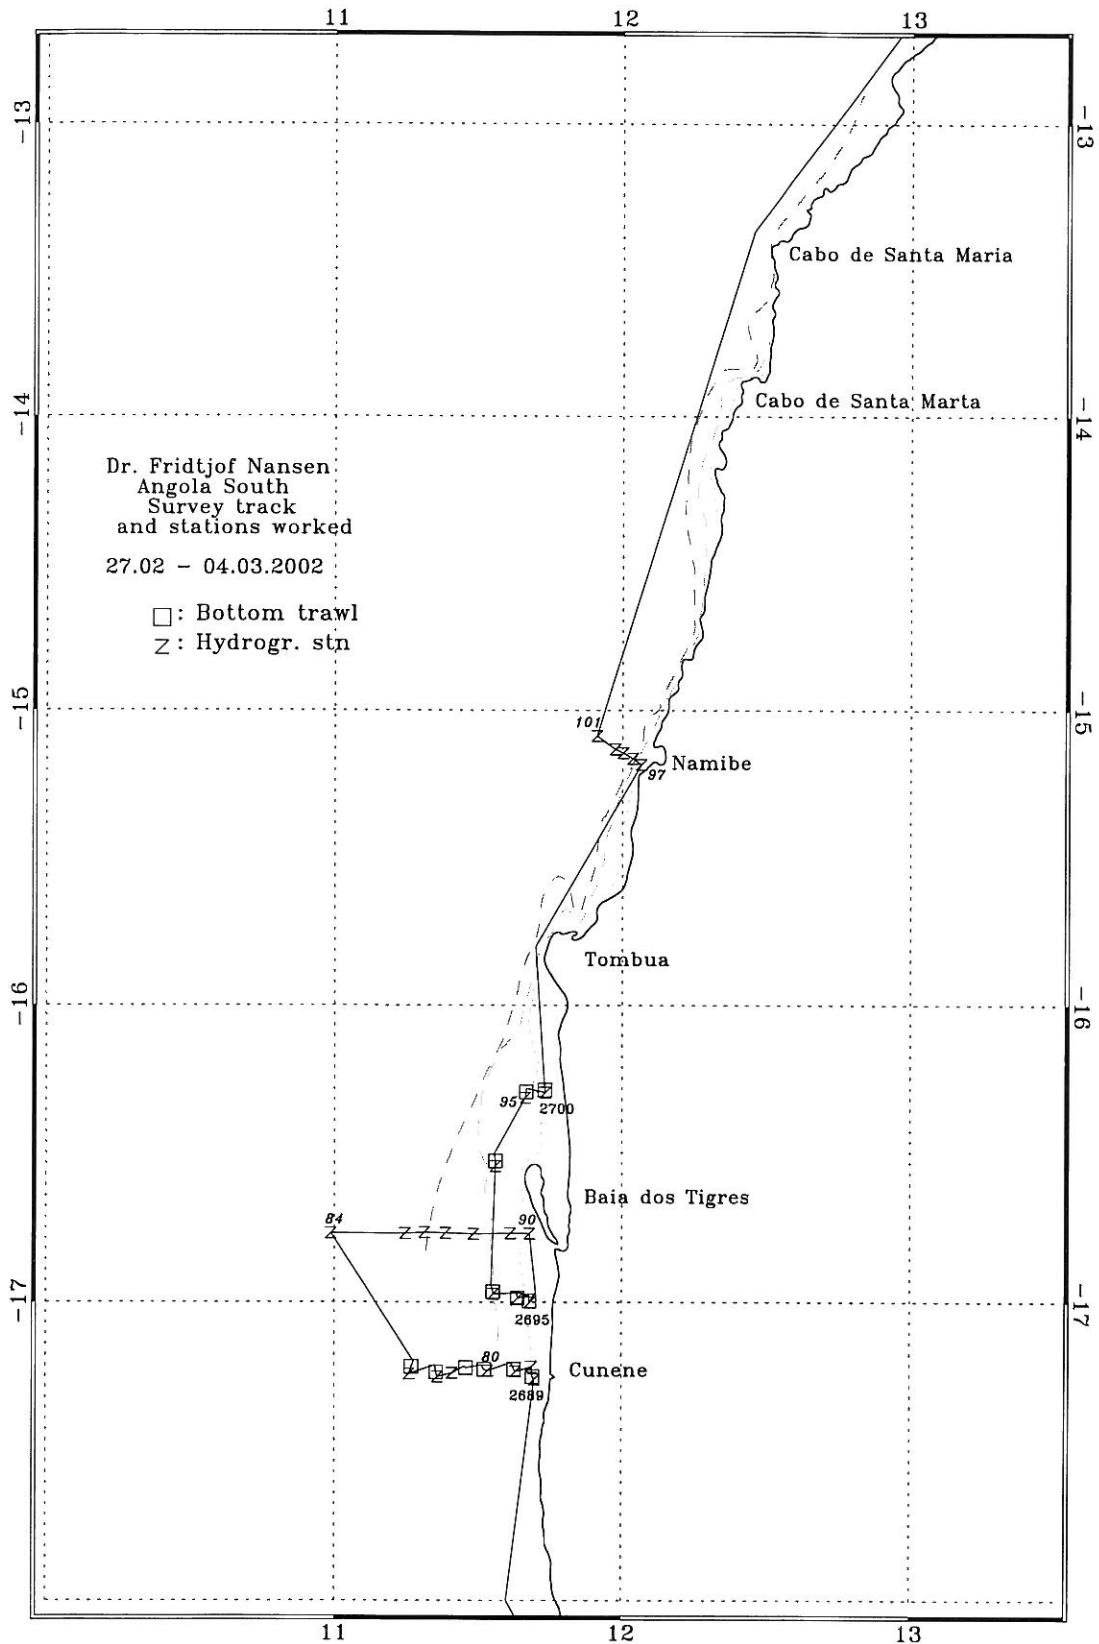 11 12 13
-13 -13
Cabo de Santa Maria
Cabo de Santa Marta
-14 -14
Dr. Fridtjof Nansen
Angola South
Survey track
and stations worked
27.02 - 04.03.2002
□: Bottom trawl
Z: Hydrogr. stn
-15 -15
101
Namibe
97
Tombua
-16 -16
95 2700
Baia dos Tigres
84 90
-17 -17
2695
80
Cunene
2689
11 12 13